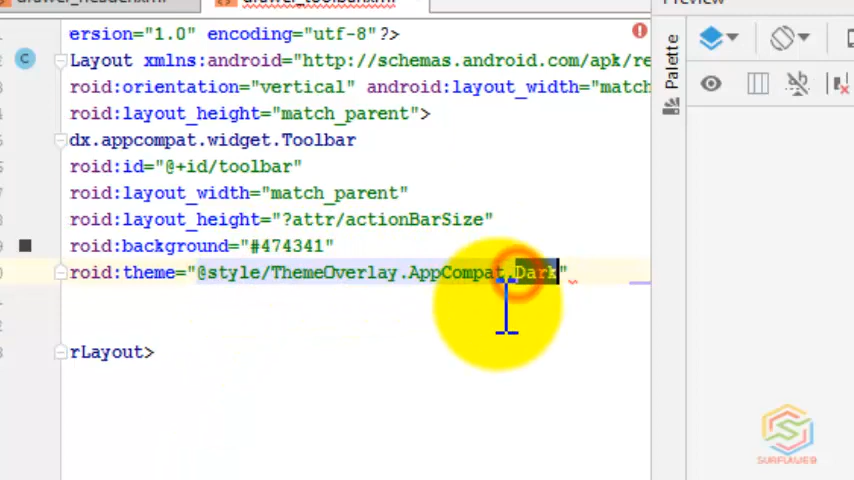 Preview
ersion="1.0" encoding="utf-8"?>
Layout xmlns:android="http://schemas.android.com/apk/re
roid:orientation="vertical" android:layout_width="match
roid:layout_height="match_parent">
dx.appcompat.widget.Toolbar
roid:id="@+id/toolbar"
roid:layout_width="match_parent"
roid:layout_height="?attr/actionBarSize"
roid:background="#474341"
roid:theme="@style/ThemeOverlay.AppCompat.Dark"
rLayout>
Palette
C
SURFLAWEB